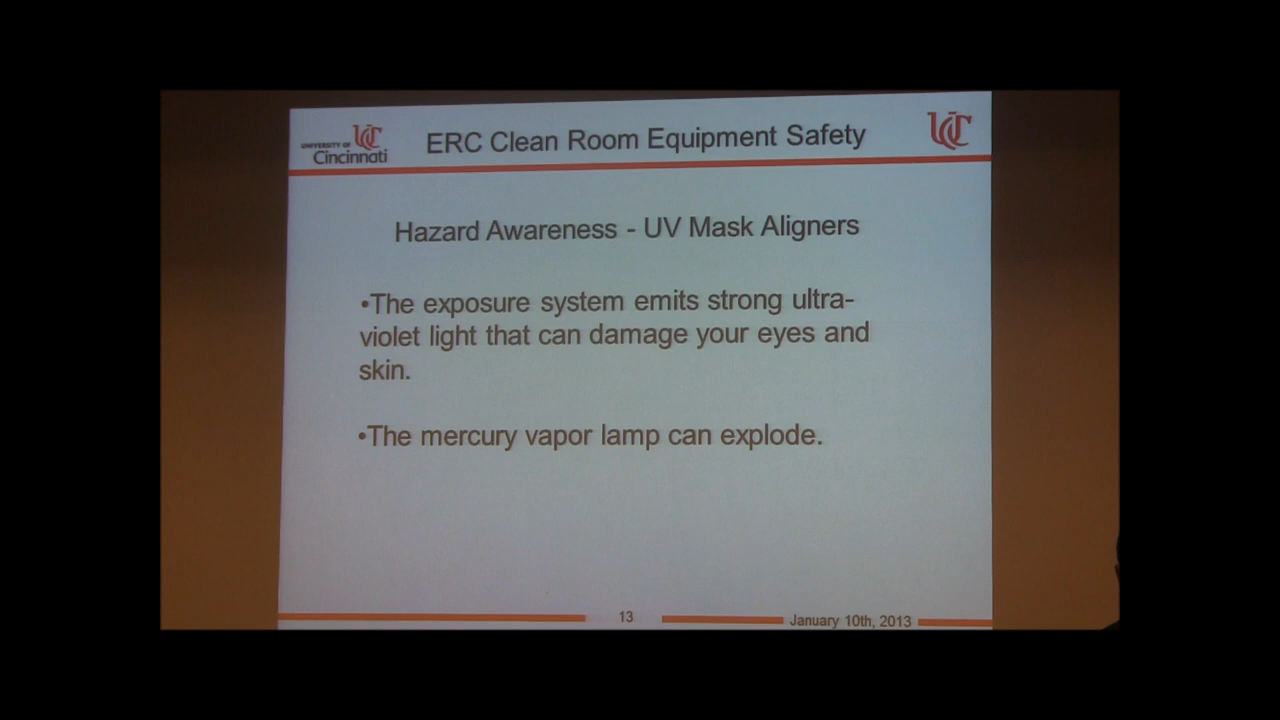 UNIVERSITY OF
Cincinnati
UC
ERC Clean Room Equipment Safety
UC
Hazard Awareness - UV Mask Aligners
•The exposure system emits strong ultra-
violet light that can damage your eyes and
skin.
•The mercury vapor lamp can explode.
13
January 10th, 2013